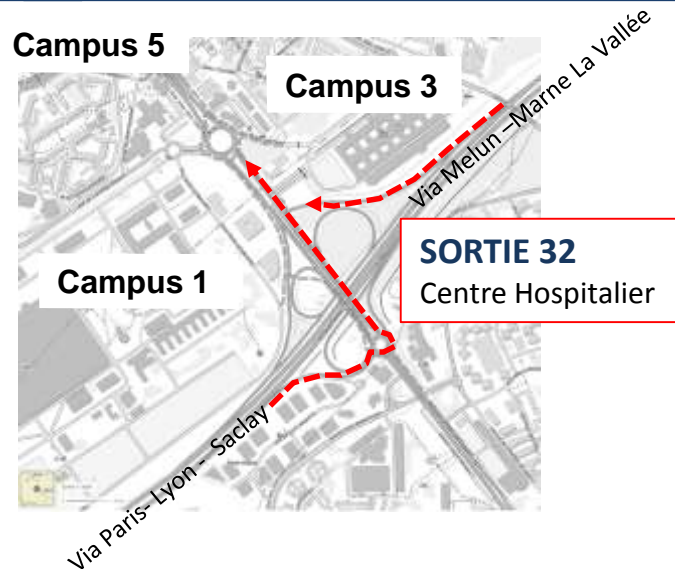 Campus 5
Campus 3
Via Melun –Marne La Vallée
SORTIE 32
Centre Hospitalier
Campus 1
Via Paris- Lyon - Saclay